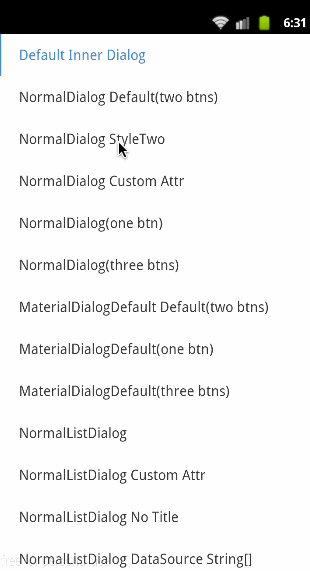 6:31
Default Inner Dialog
NormalDialog Default(two btns)
NormalDialog StyleTwo
NormalDialog Custom Attr
NormalDialog(one btn)
NormalDialog(three btns)
MaterialDialogDefault Default(two btns)
MaterialDialogDefault(one btn)
MaterialDialogDefault(three btns)
NormalListDialog
NormalListDialog Custom Attr
NormalListDialog No Title
NormalListDialog DataSource String[]